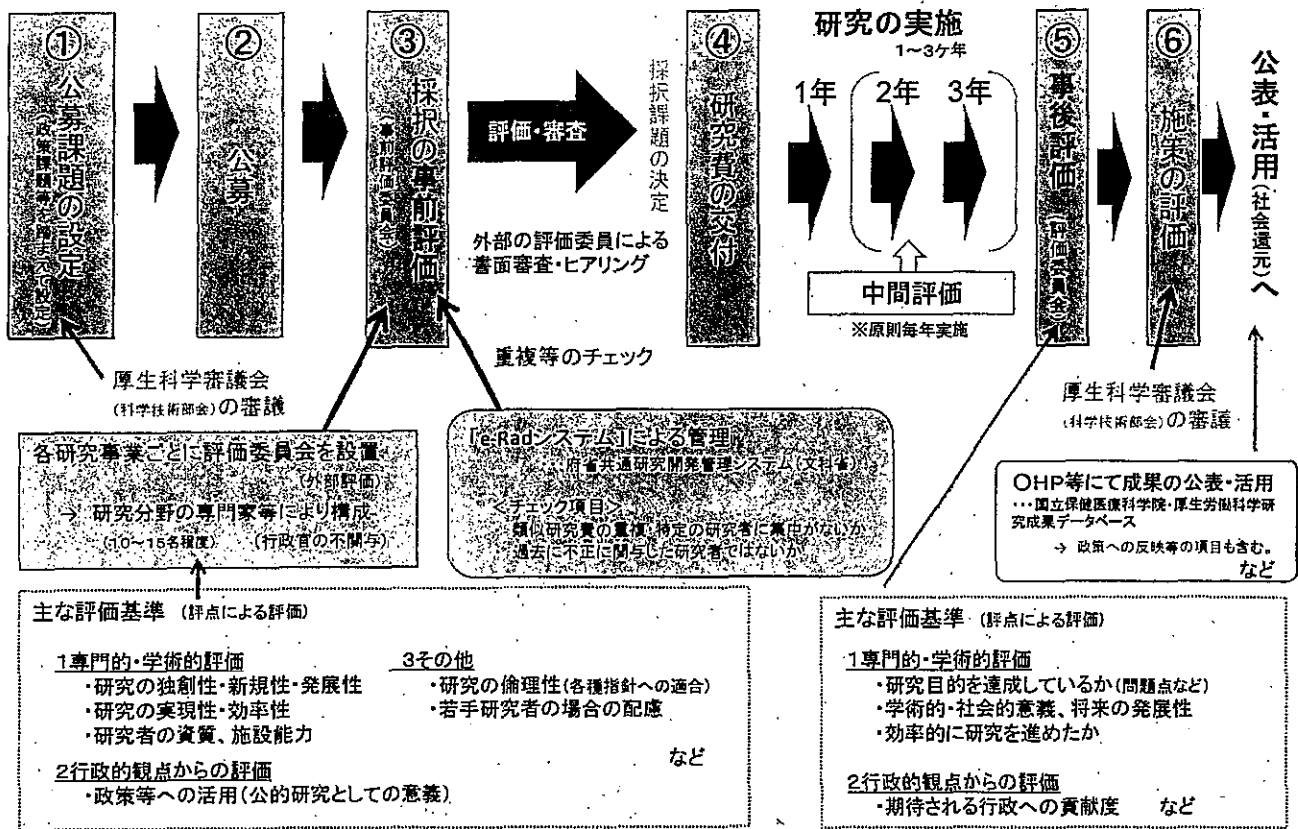 ①
公募課題の設定
(政策課題等を踏まえて設定)
②
公募
③
採択の事前評価
(事前評価委員会)
評価・審査
外部の評価委員による
書面審査・ヒアリング
採択課題の決定
④
研究費の交付
研究の実施
1~3ケ年
1年
2年
3年
中間評価
※原則毎年実施
⑤
事後評価
(評価委員会)
⑥
施策の評価
公表・活用(社会還元)へ
厚生科学審議会
(科学技術部会)の審議
重複等のチェック
厚生科学審議会
(科学技術部会)の審議
各研究事業ごとに評価委員会を設置
(外部評価)
→ 研究分野の専門家等により構成
(10~15名程度) (行政官の不関与)
「e-Radシステム」による管理
府省共通研究開発管理システム(文科省)
<チェック項目>
類似研究費の重複、特定の研究者に集中がないか
過去に不正に関与した研究者ではないか
○HP等にて成果の公表・活用
・・・国立保健医療科学院・厚生労働科学研
究成果データベース
→ 政策への反映等の項目も含む。
など
主な評価基準 (評点による評価)
1専門的・学術的評価
・研究の独創性・新規性・発展性
・研究の実現性・効率性
・研究者の資質、施設能力
2行政的観点からの評価
・政策等への活用(公的研究としての意義)
3その他
・研究の倫理性(各種指針への適合)
・若手研究者の場合の配慮
など
主な評価基準 (評点による評価)
1専門的・学術的評価
・研究目的を達成しているか(問題点など)
・学術的・社会的意義、将来の発展性
・効率的に研究を進めたか
2行政的観点からの評価
・期待される行政への貢献度 など